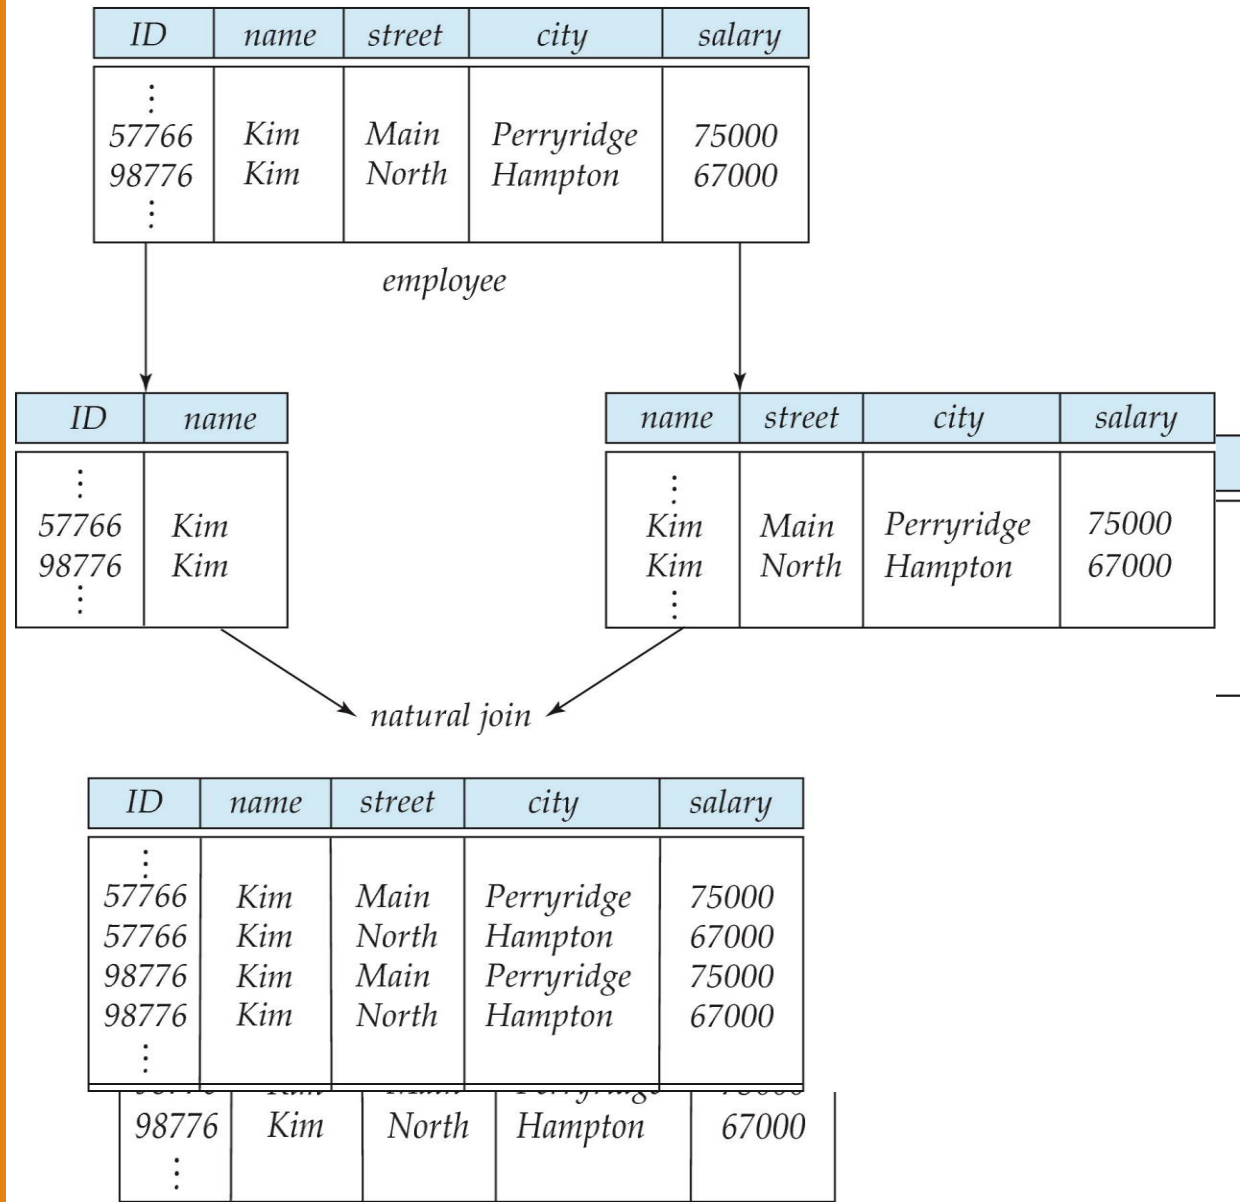 ID name street city salary
⋮
57766 Kim Main Perryridge 75000
98776 Kim North Hampton 67000
⋮
employee
ID name
⋮
57766 Kim
98776 Kim
⋮
name street city salary
⋮
Kim Main Perryridge 75000
Kim North Hampton 67000
⋮
natural join
ID name street city salary
⋮
57766 Kim Main Perryridge 75000
57766 Kim North Hampton 67000
98776 Kim Main Perryridge 75000
98776 Kim North Hampton 67000
⋮
98776 Kim North Hampton 67000
⋮